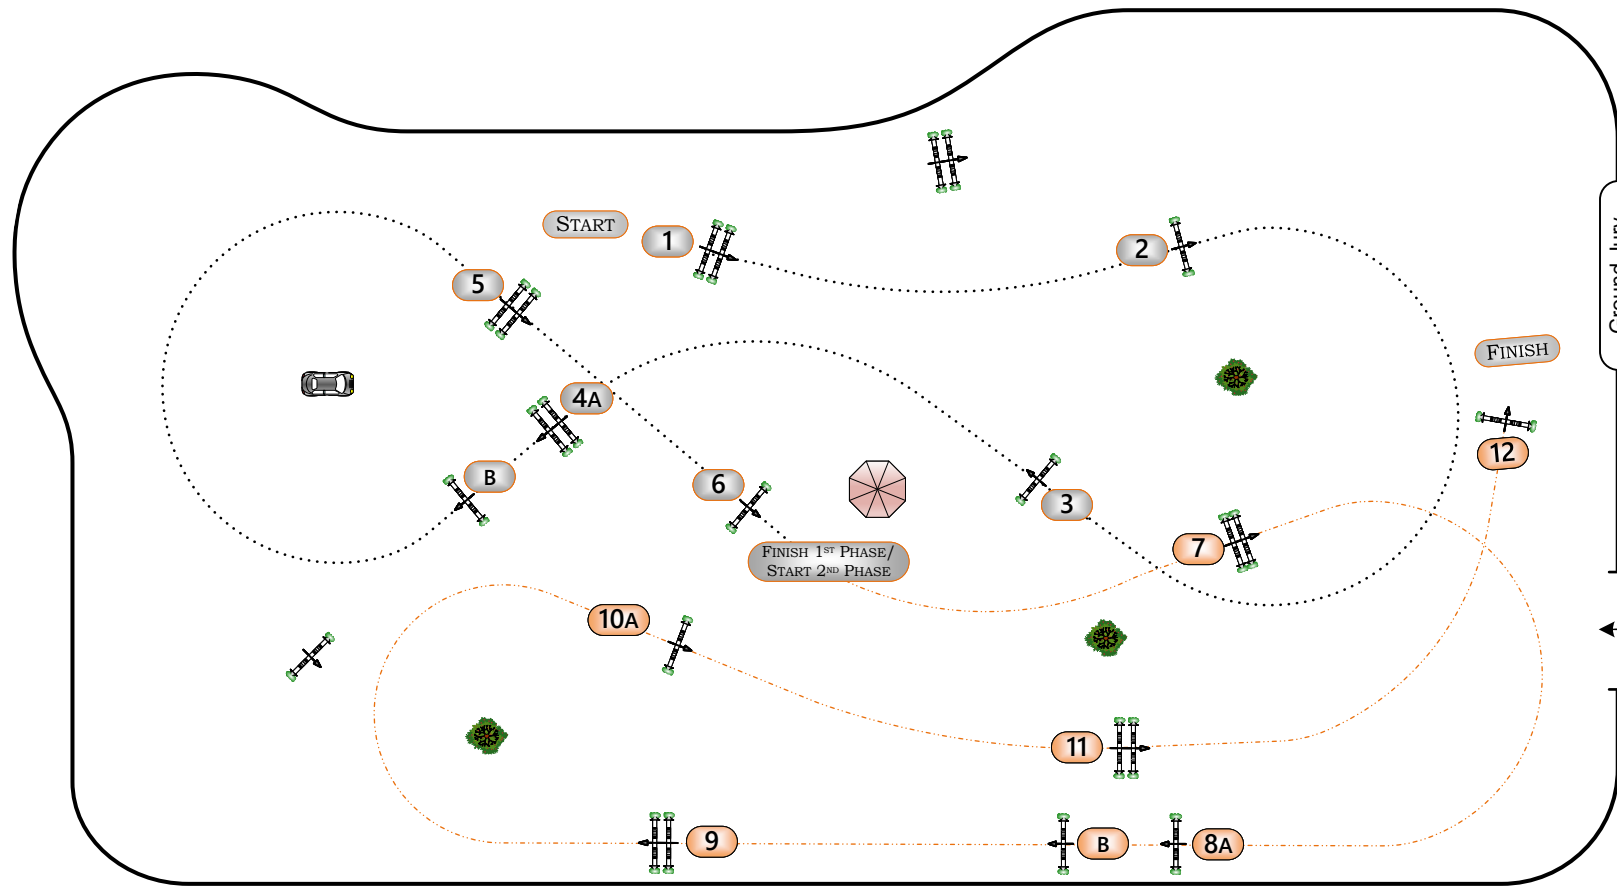 START
1
2
5
FINISH
4A
12
B
6
3
FINISH 1ST PHASE/
START 2ND PHASE
7
10A
11
9
B
8A